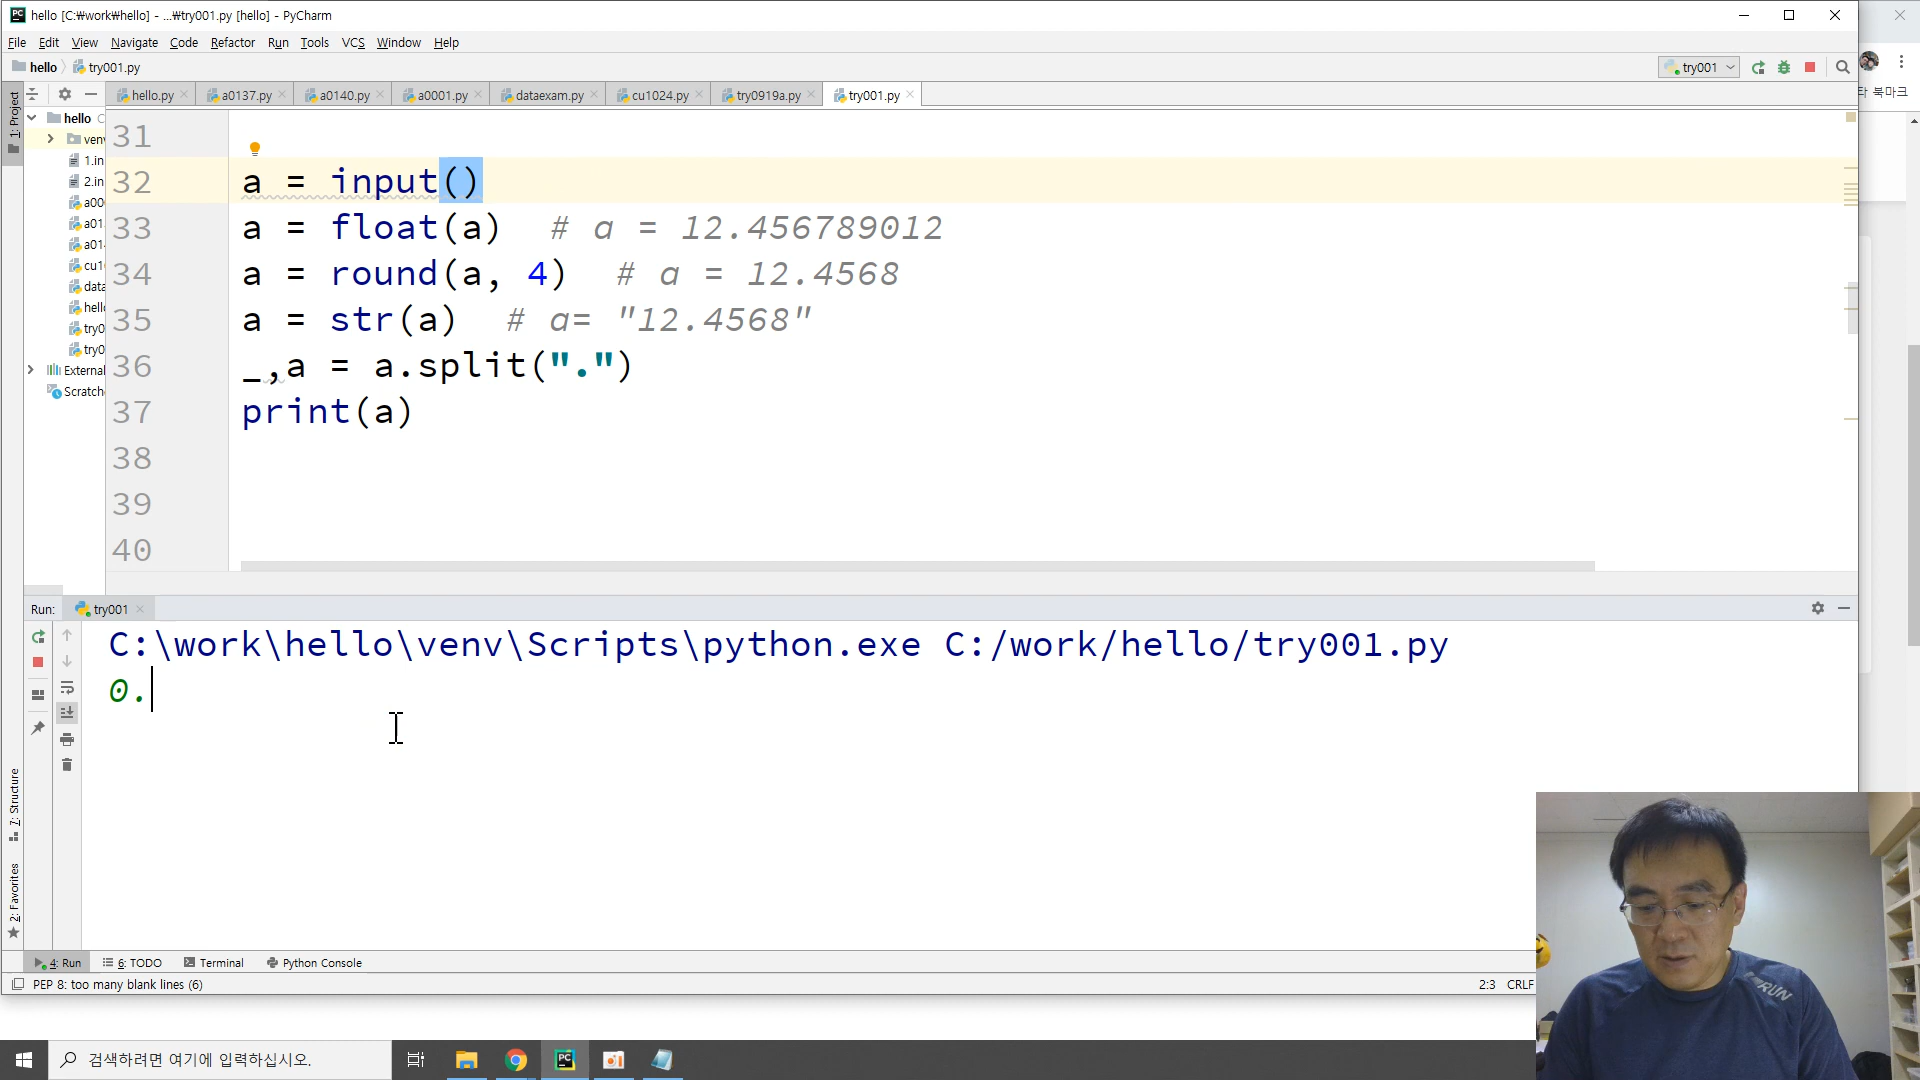 hello [C:₩work₩hello] - ...₩try001.py [hello] - PyCharm
File Edit View Navigate Code Refactor Run Tools VCS Window Help
hello try001.py
try001
탁 북마크
1: Project
hello.py a0137.py a0140.py a0001.py dataexam.py cu1024.py try0919a.py try001.py
hello C
ven
1.in
2.in
a00
a01
a01
cu1
data
hell
try0
try0
External
Scratch
31
32 a = input()
33 a = float(a) # a = 12.456789012
34 a = round(a, 4) # a = 12.4568
35 a = str(a) # a= "12.4568"
36 _,a = a.split(".")
37 print(a)
38
39
40
Run: try001
C:\work\hello\venv\Scripts\python.exe C:/work/hello/try001.py
0.
7: Structure
2: Favorites
4: Run 6: TODO Terminal Python Console
PEP 8: too many blank lines (6)
2:3 CRLF
RUN
검색하려면 여기에 입력하십시오.